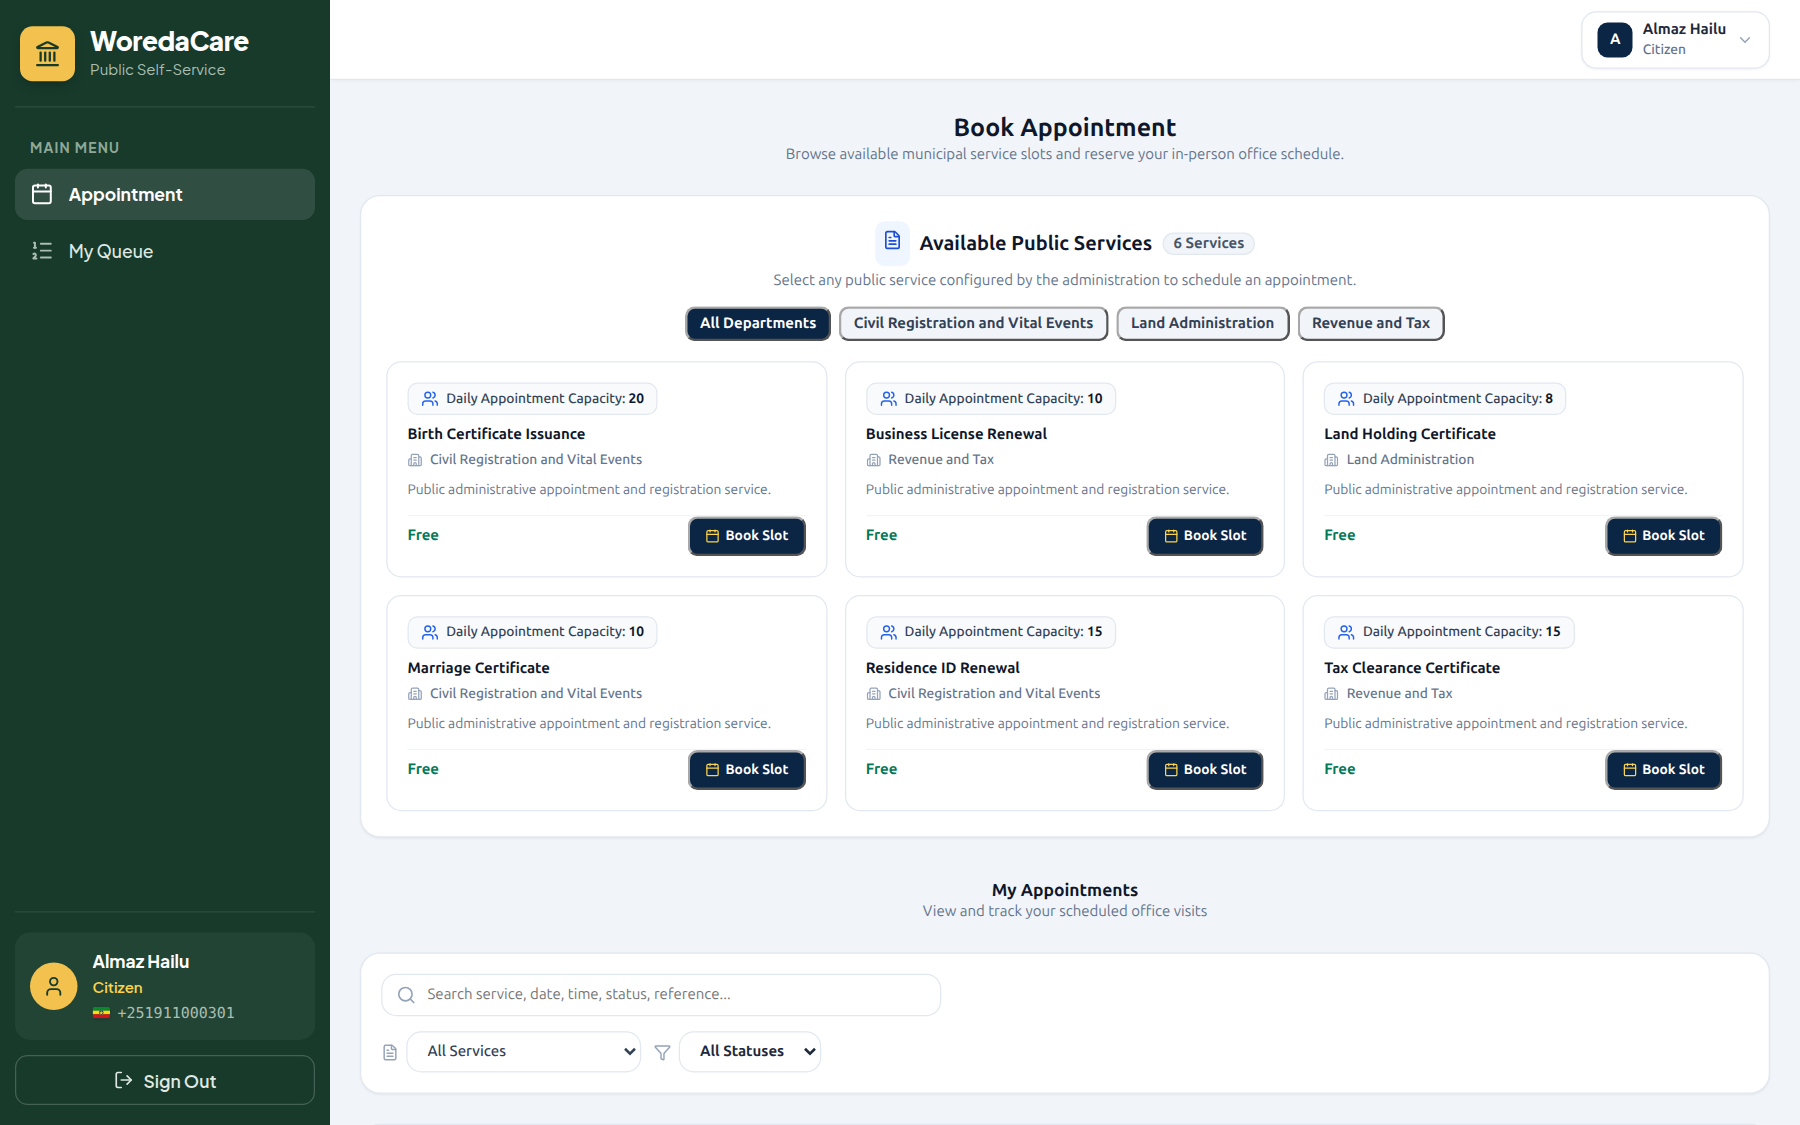 WoredaCare
Public Self-Service
MAIN MENU
Appointment
My Queue
Almaz Hailu
Citizen
+251911000301
Sign Out
A
Almaz Hailu
Citizen
Book Appointment
Browse available municipal service slots and reserve your in-person office schedule.
Available Public Services
6 Services
Select any public service configured by the administration to schedule an appointment.
All Departments
Civil Registration and Vital Events
Land Administration
Revenue and Tax
Daily Appointment Capacity: 20
Birth Certificate Issuance
Civil Registration and Vital Events
Public administrative appointment and registration service.
Free
Book Slot
Daily Appointment Capacity: 10
Business License Renewal
Revenue and Tax
Public administrative appointment and registration service.
Free
Book Slot
Daily Appointment Capacity: 8
Land Holding Certificate
Land Administration
Public administrative appointment and registration service.
Free
Book Slot
Daily Appointment Capacity: 10
Marriage Certificate
Civil Registration and Vital Events
Public administrative appointment and registration service.
Free
Book Slot
Daily Appointment Capacity: 15
Residence ID Renewal
Civil Registration and Vital Events
Public administrative appointment and registration service.
Free
Book Slot
Daily Appointment Capacity: 15
Tax Clearance Certificate
Revenue and Tax
Public administrative appointment and registration service.
Free
Book Slot
My Appointments
View and track your scheduled office visits
Search service, date, time, status, reference...
All Services
All Statuses